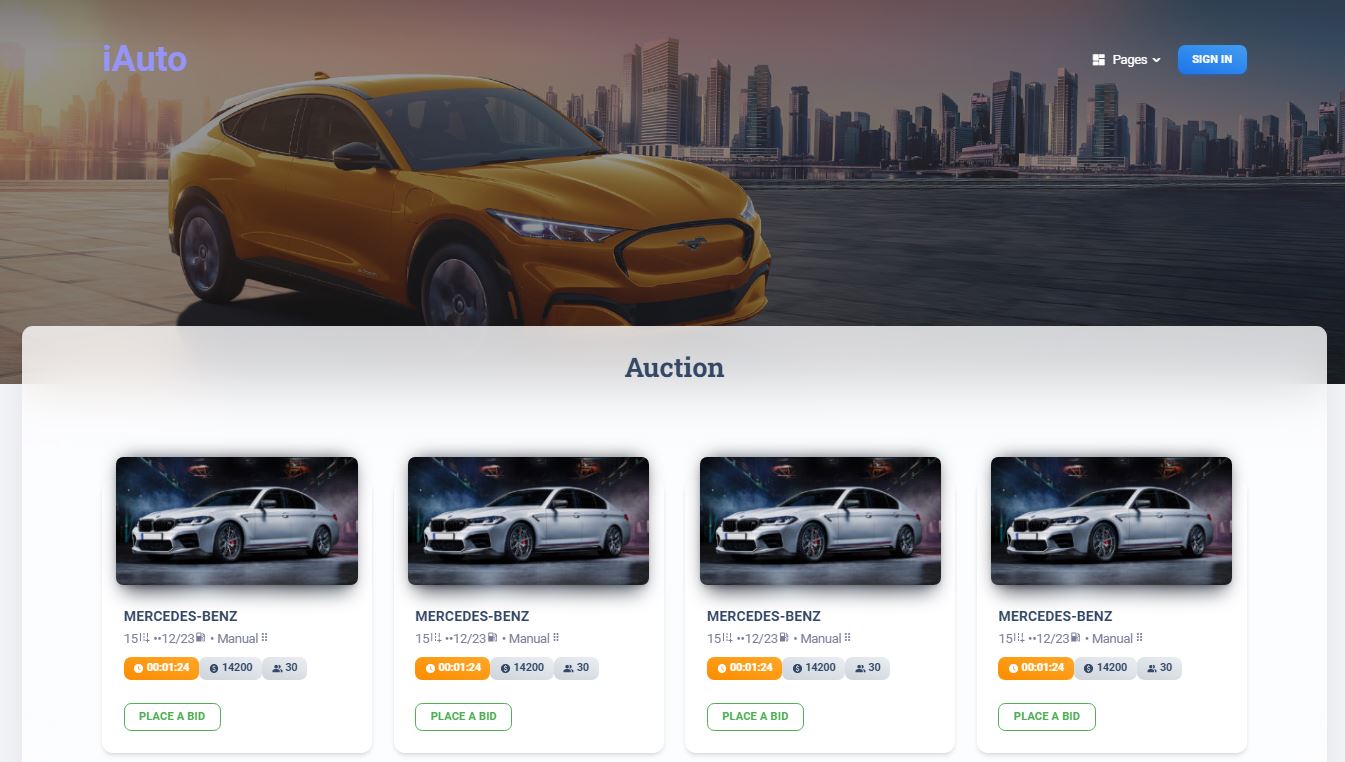 iAuto
Pages
SIGN IN
Auction
MERCEDES-BENZ
15 ••12/23 • Manual
00:01:24 14200 30
PLACE A BID
MERCEDES-BENZ
15 ••12/23 • Manual
00:01:24 14200 30
PLACE A BID
MERCEDES-BENZ
15 ••12/23 • Manual
00:01:24 14200 30
PLACE A BID
MERCEDES-BENZ
15 ••12/23 • Manual
00:01:24 14200 30
PLACE A BID